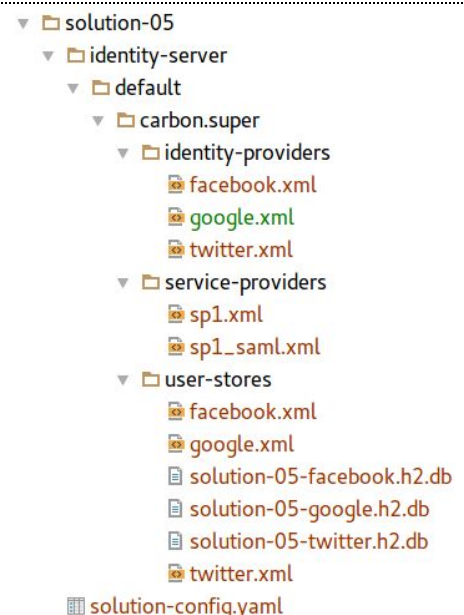 solution-05
identity-server
default
carbon.super
identity-providers
facebook.xml
google.xml
twitter.xml
service-providers
sp1.xml
sp1_saml.xml
user-stores
facebook.xml
google.xml
solution-05-facebook.h2.db
solution-05-google.h2.db
solution-05-twitter.h2.db
twitter.xml
solution-config.yaml